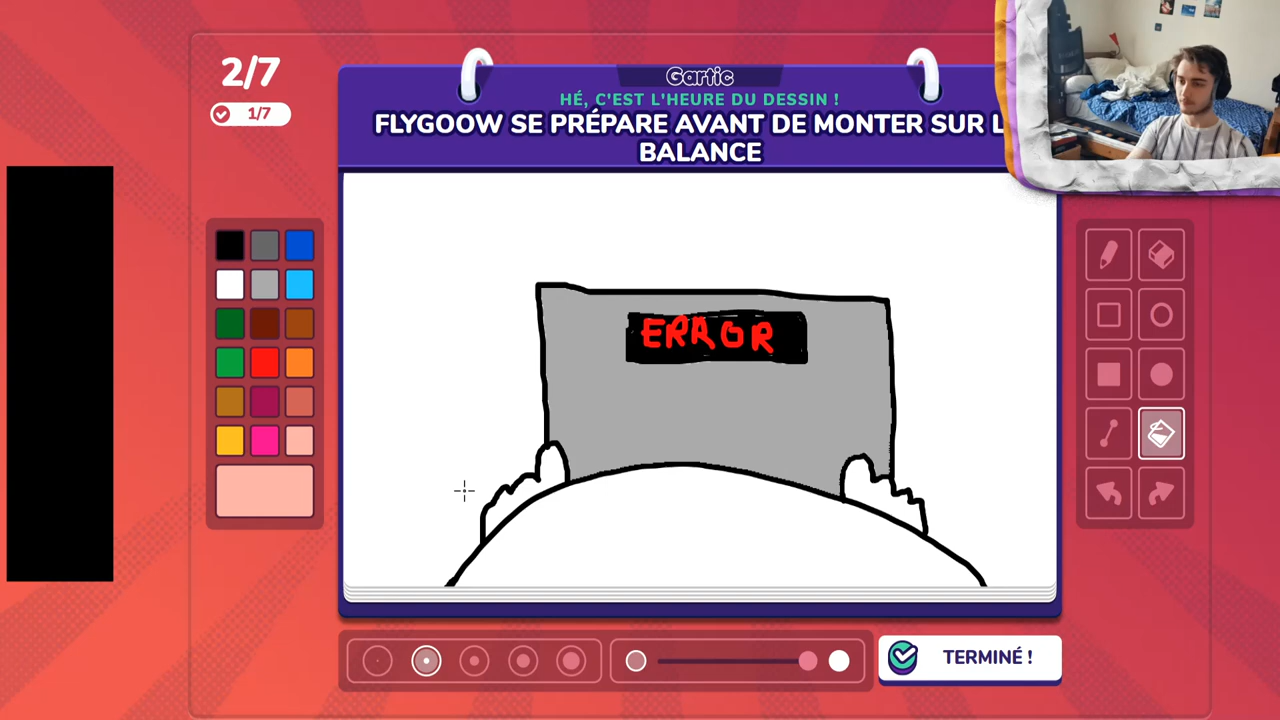 2/7
1/7
Gartic
HÉ, C'EST L'HEURE DU DESSIN !
FLYGOOW SE PRÉPARE AVANT DE MONTER SUR L
BALANCE
ERROR
TERMINÉ !